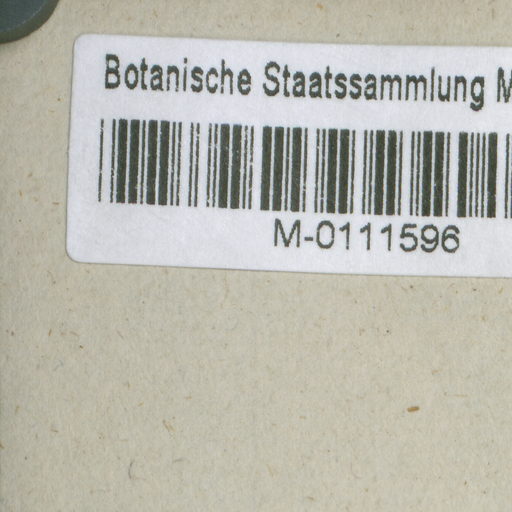 Botanische Staatssammlung M
M-0111596